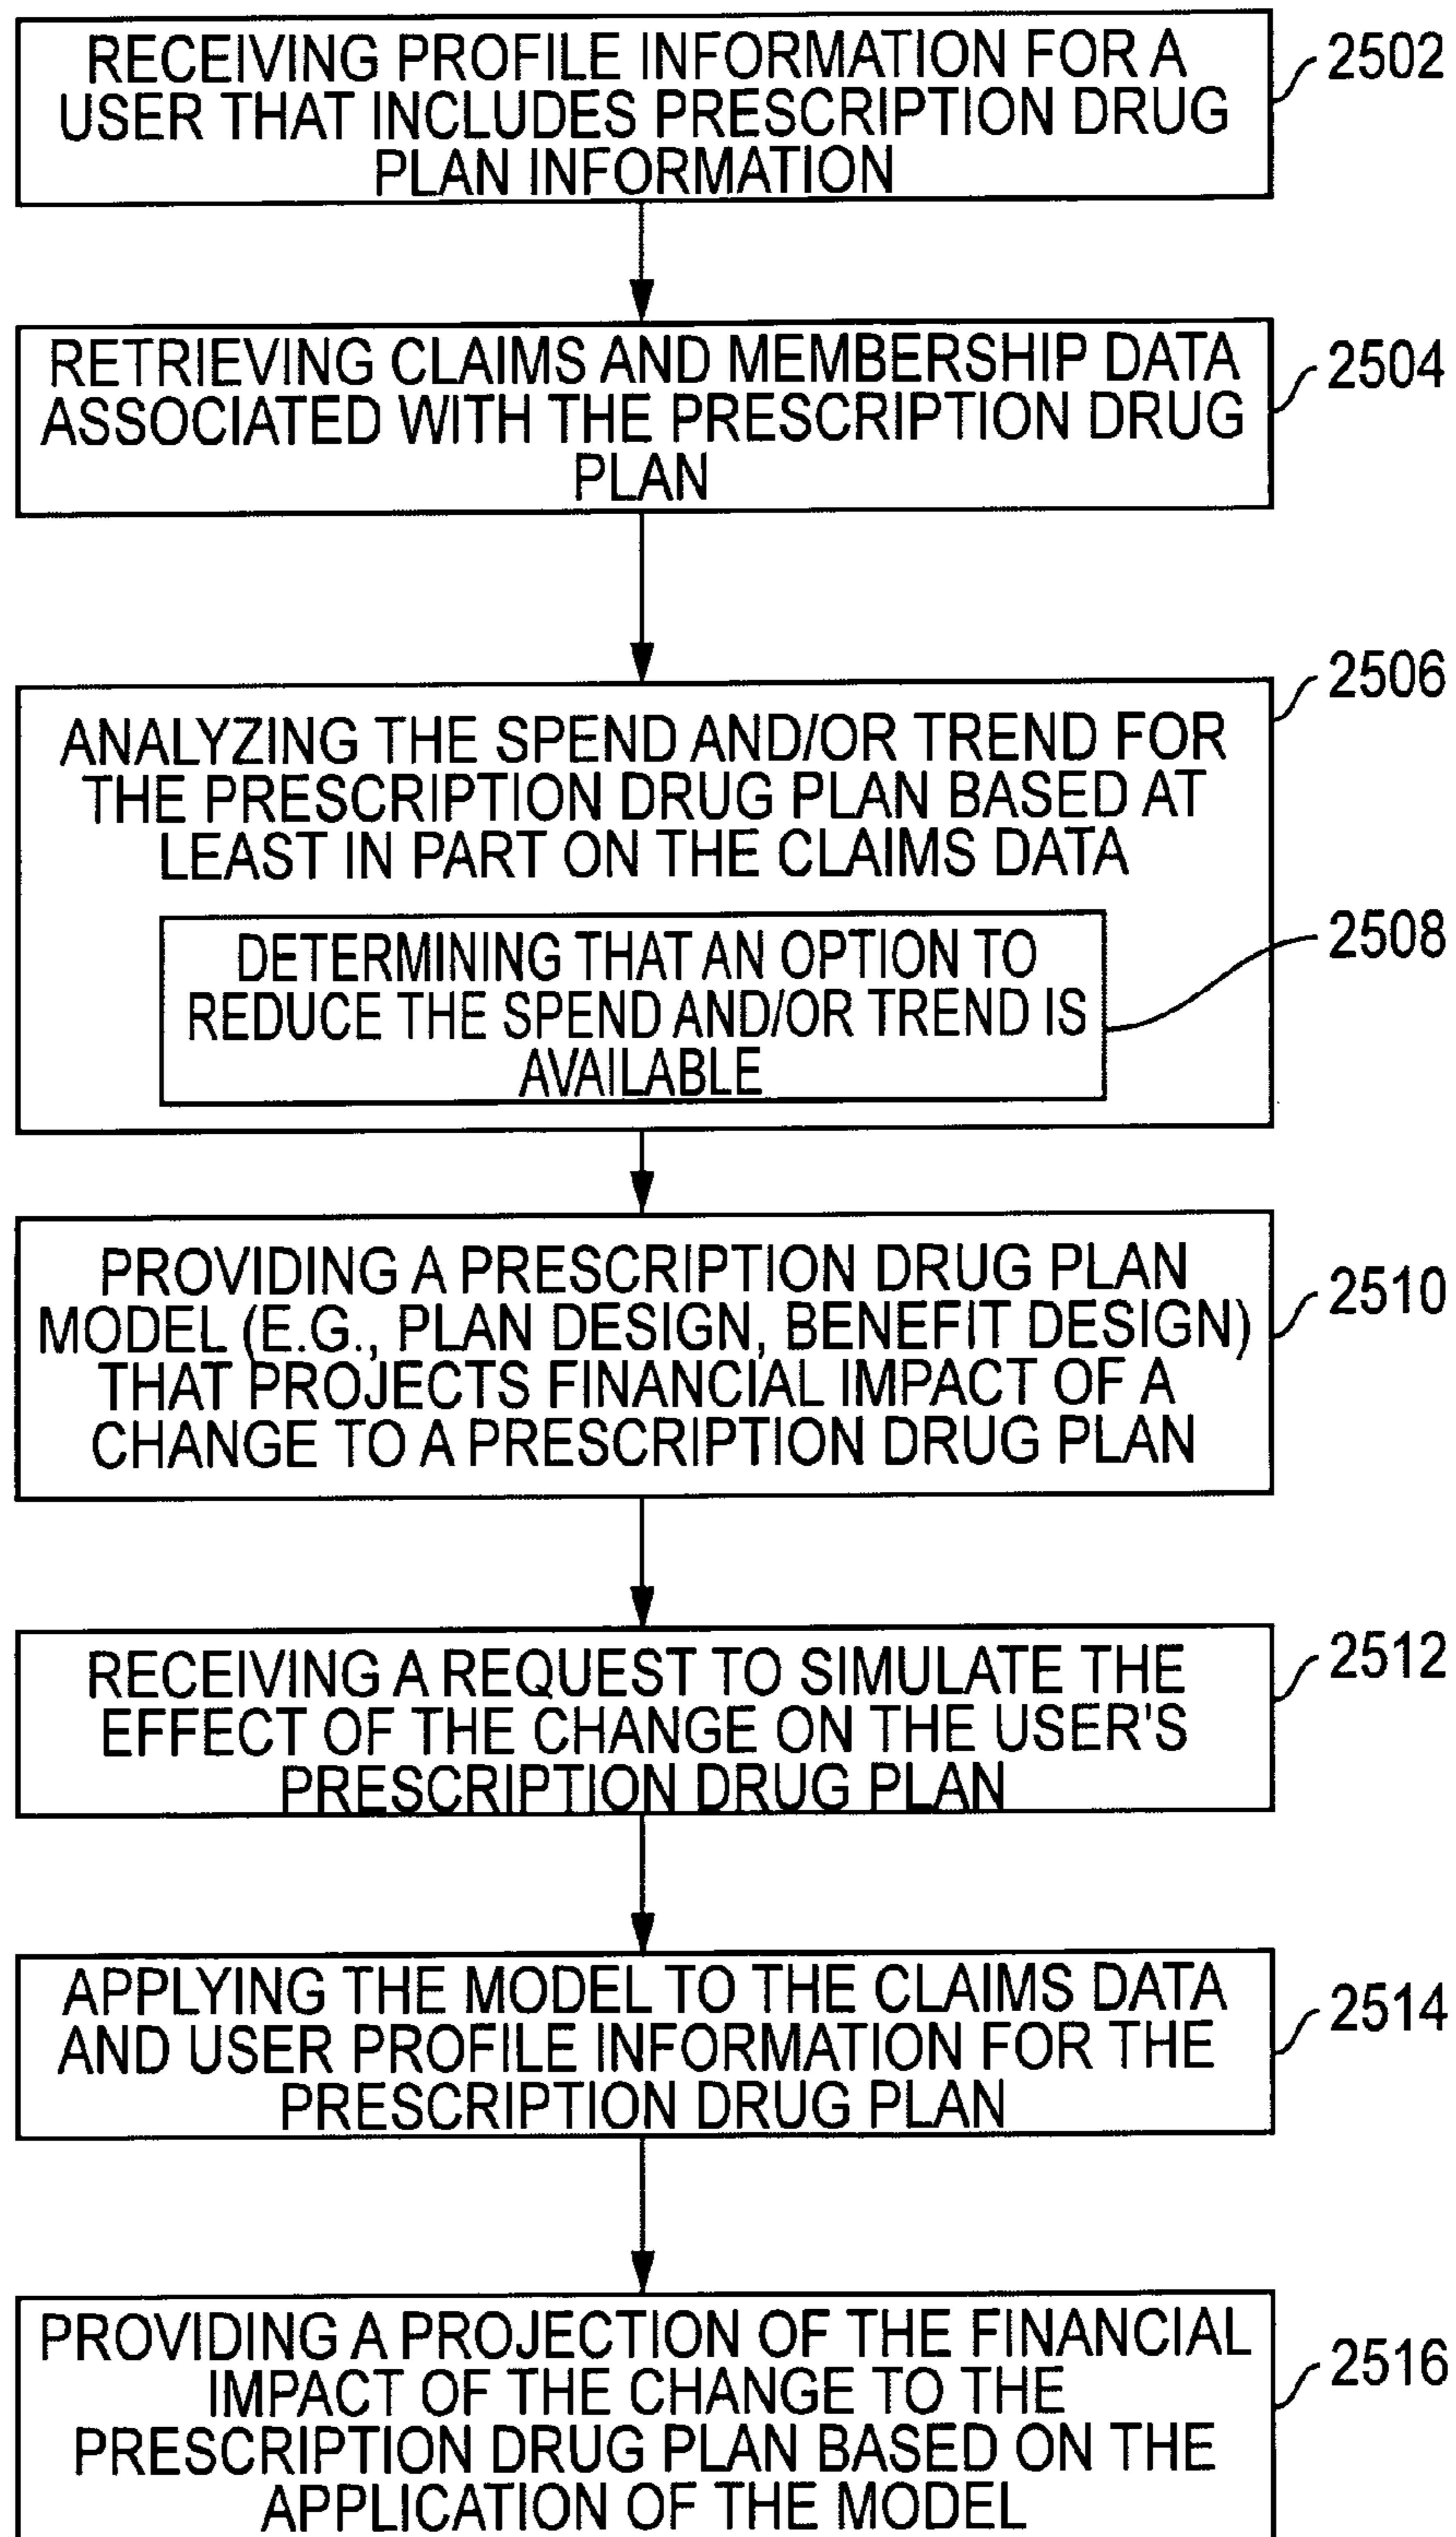 RECEIVING PROFILE INFORMATION FOR A
USER THAT INCLUDES PRESCRIPTION DRUG
PLAN INFORMATION
2502
RETRIEVING CLAIMS AND MEMBERSHIP DATA
ASSOCIATED WITH THE PRESCRIPTION DRUG
PLAN
2504
2506
ANALYZING THE SPEND AND/OR TREND FOR
THE PRESCRIPTION DRUG PLAN BASED AT
LEAST IN PART ON THE CLAIMS DATA
2508
DETERMINING THAT AN OPTION TO
REDUCE THE SPEND AND/OR TREND IS
AVAILABLE
PROVIDING A PRESCRIPTION DRUG PLAN
MODEL (E.G., PLAN DESIGN, BENEFIT DESIGN)
THAT PROJECTS FINANCIAL IMPACT OF A
CHANGE TO A PRESCRIPTION DRUG PLAN
2510
RECEIVING A REQUEST TO SIMULATE THE
EFFECT OF THE CHANGE ON THE USER'S
PRESCRIPTION DRUG PLAN
2512
APPLYING THE MODEL TO THE CLAIMS DATA
AND USER PROFILE INFORMATION FOR THE
PRESCRIPTION DRUG PLAN
2514
PROVIDING A PROJECTION OF THE FINANCIAL
IMPACT OF THE CHANGE TO THE
PRESCRIPTION DRUG PLAN BASED ON THE
APPLICATION OF THE MODEL
2516